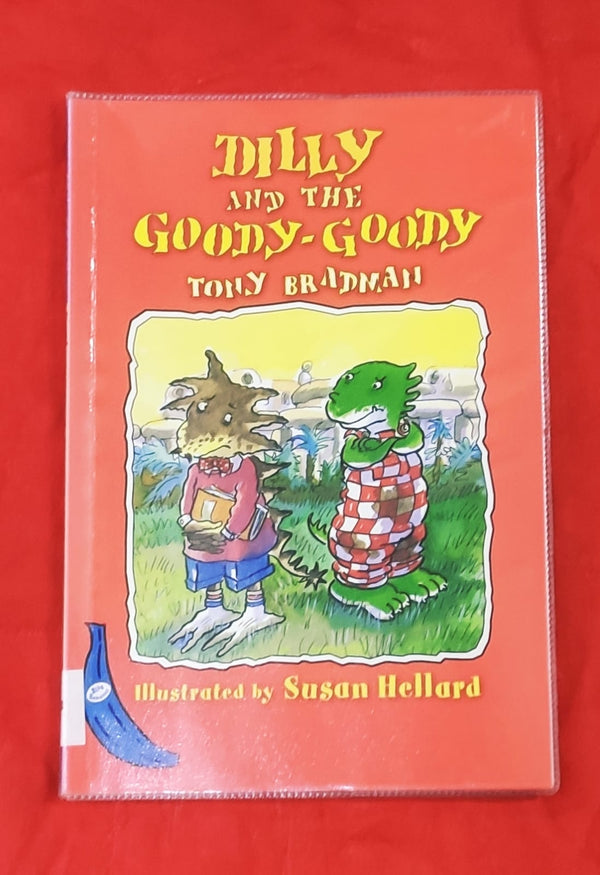 DILLY
AND THE
GOODY-GOODY
TONY BRADMAN
Illustrated by Susan Hellard